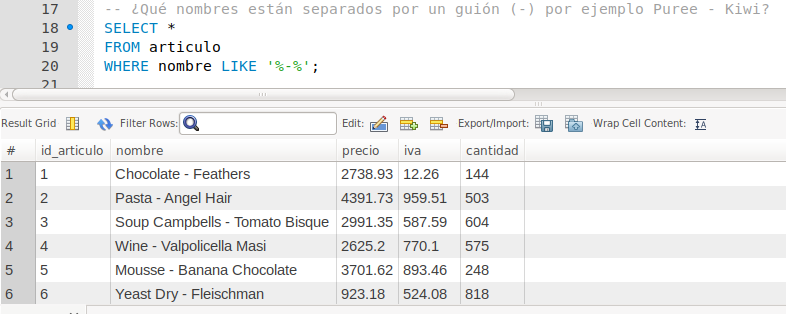 17 -- ¿Qué nombres están separados por un guión (-) por ejemplo Puree - Kiwi?
18 SELECT *
19 FROM articulo
20 WHERE nombre LIKE '%-%';
21
Result Grid Filter Rows: Edit: Export/Import: Wrap Cell Content: IA
# id_articulo nombre precio iva cantidad
1 1 Chocolate - Feathers 2738.93 12.26 144
2 2 Pasta - Angel Hair 4391.73 959.51 503
3 3 Soup Campbells - Tomato Bisque 2991.35 587.59 604
4 4 Wine - Valpolicella Masi 2625.2 770.1 575
5 5 Mousse - Banana Chocolate 3701.62 893.46 248
6 6 Yeast Dry - Fleischman 923.18 524.08 818